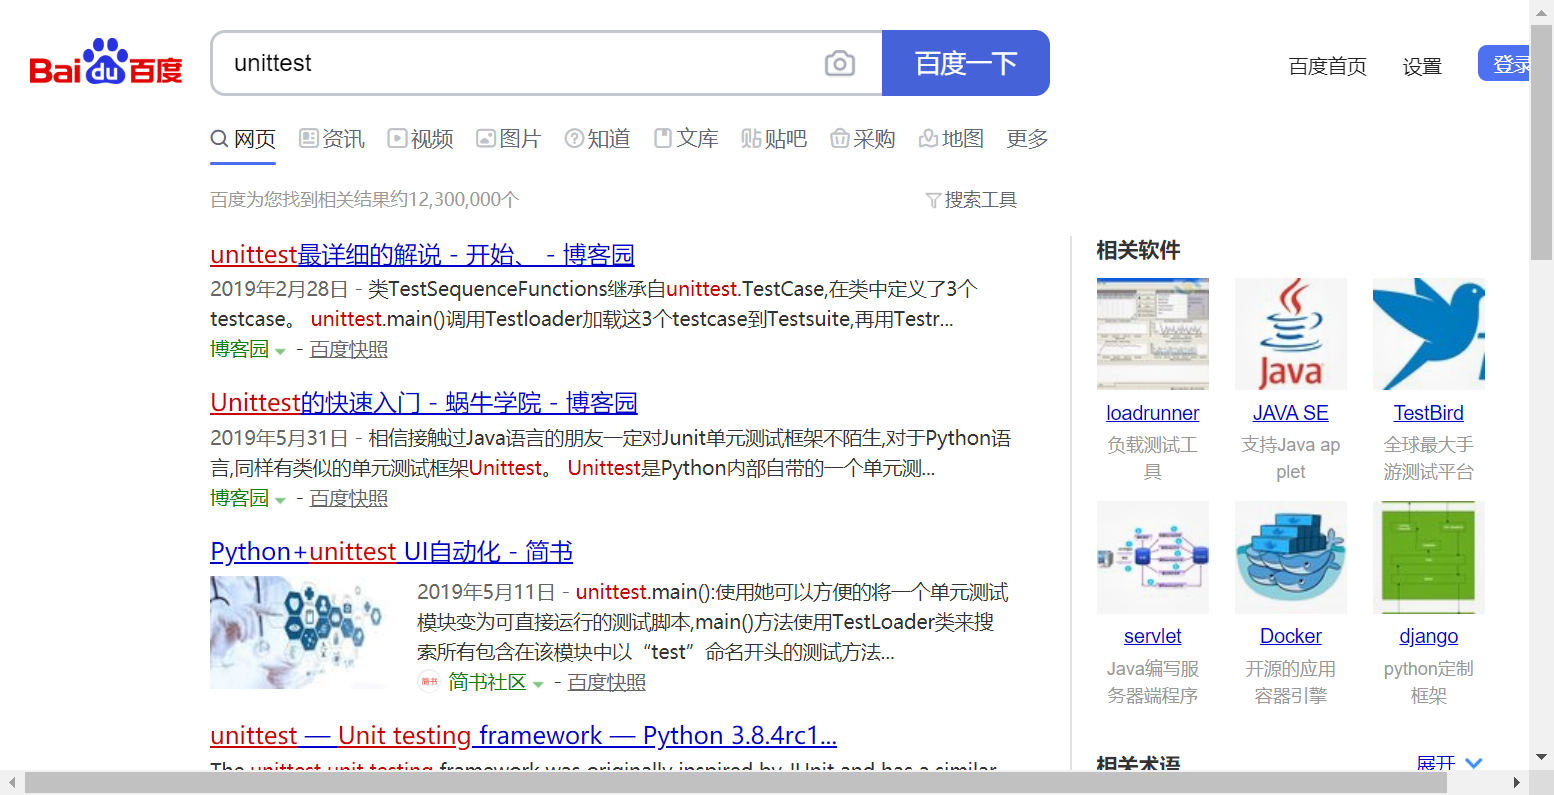 Bai du 百度
unittest
百度一下
百度首页 设置 登录
网页 资讯 视频 图片 知道 文库 贴吧 采购 地图 更多
百度为您找到相关结果约12,300,000个
搜索工具
unittest最详细的解说 - 开始、 - 博客园
2019年2月28日 - 类TestSequenceFunctions继承自unittest.TestCase,在类中定义了3个
testcase。 unittest.main()调用Testloader加载这3个testcase到Testsuite,再用Testr...
博客园 - 百度快照
Unittest的快速入门 - 蜗牛学院 - 博客园
2019年5月31日 - 相信接触过Java语言的朋友一定对Junit单元测试框架不陌生,对于Python语
言,同样有类似的单元测试框架Unittest。 Unittest是Python内部自带的一个单元测...
博客园 - 百度快照
Python+unittest UI自动化 - 简书
2019年5月11日 - unittest.main():使用她可以方便的将一个单元测试
模块变为可直接运行的测试脚本,main()方法使用TestLoader类来搜
索所有包含在该模块中以“test”命名开头的测试方法...
简书 简书社区 - 百度快照
unittest — Unit testing framework — Python 3.8.4rc1...
The unittest unit testing framework was originally inspired by JUnit and has a similar
相关软件
Java
loadrunner
负载测试工
具
JAVA SE
支持Java ap
plet
TestBird
全球最大手
游测试平台
servlet
Java编写服
务器端程序
Docker
开源的应用
容器引擎
django
python定制
框架
相关术语 展开